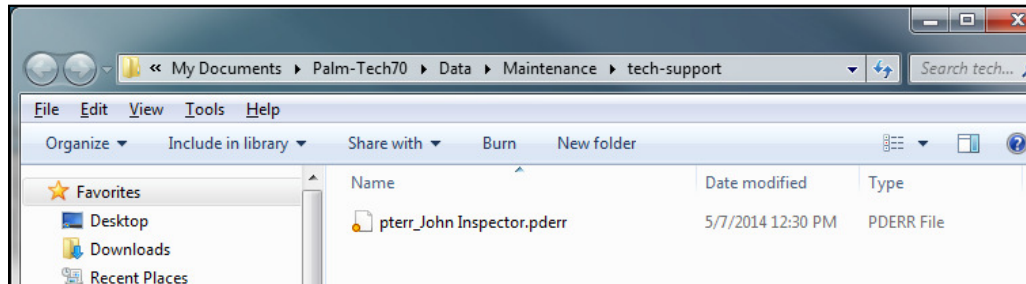 « My Documents ▸ Palm-Tech70 ▸ Data ▸ Maintenance ▸ tech-support Search tech...
File Edit View Tools Help
Organize Include in library Share with Burn New folder
Favorites Name Date modified Type
Desktop pterr_John Inspector.pderr 5/7/2014 12:30 PM PDERR File
Downloads
Recent Places